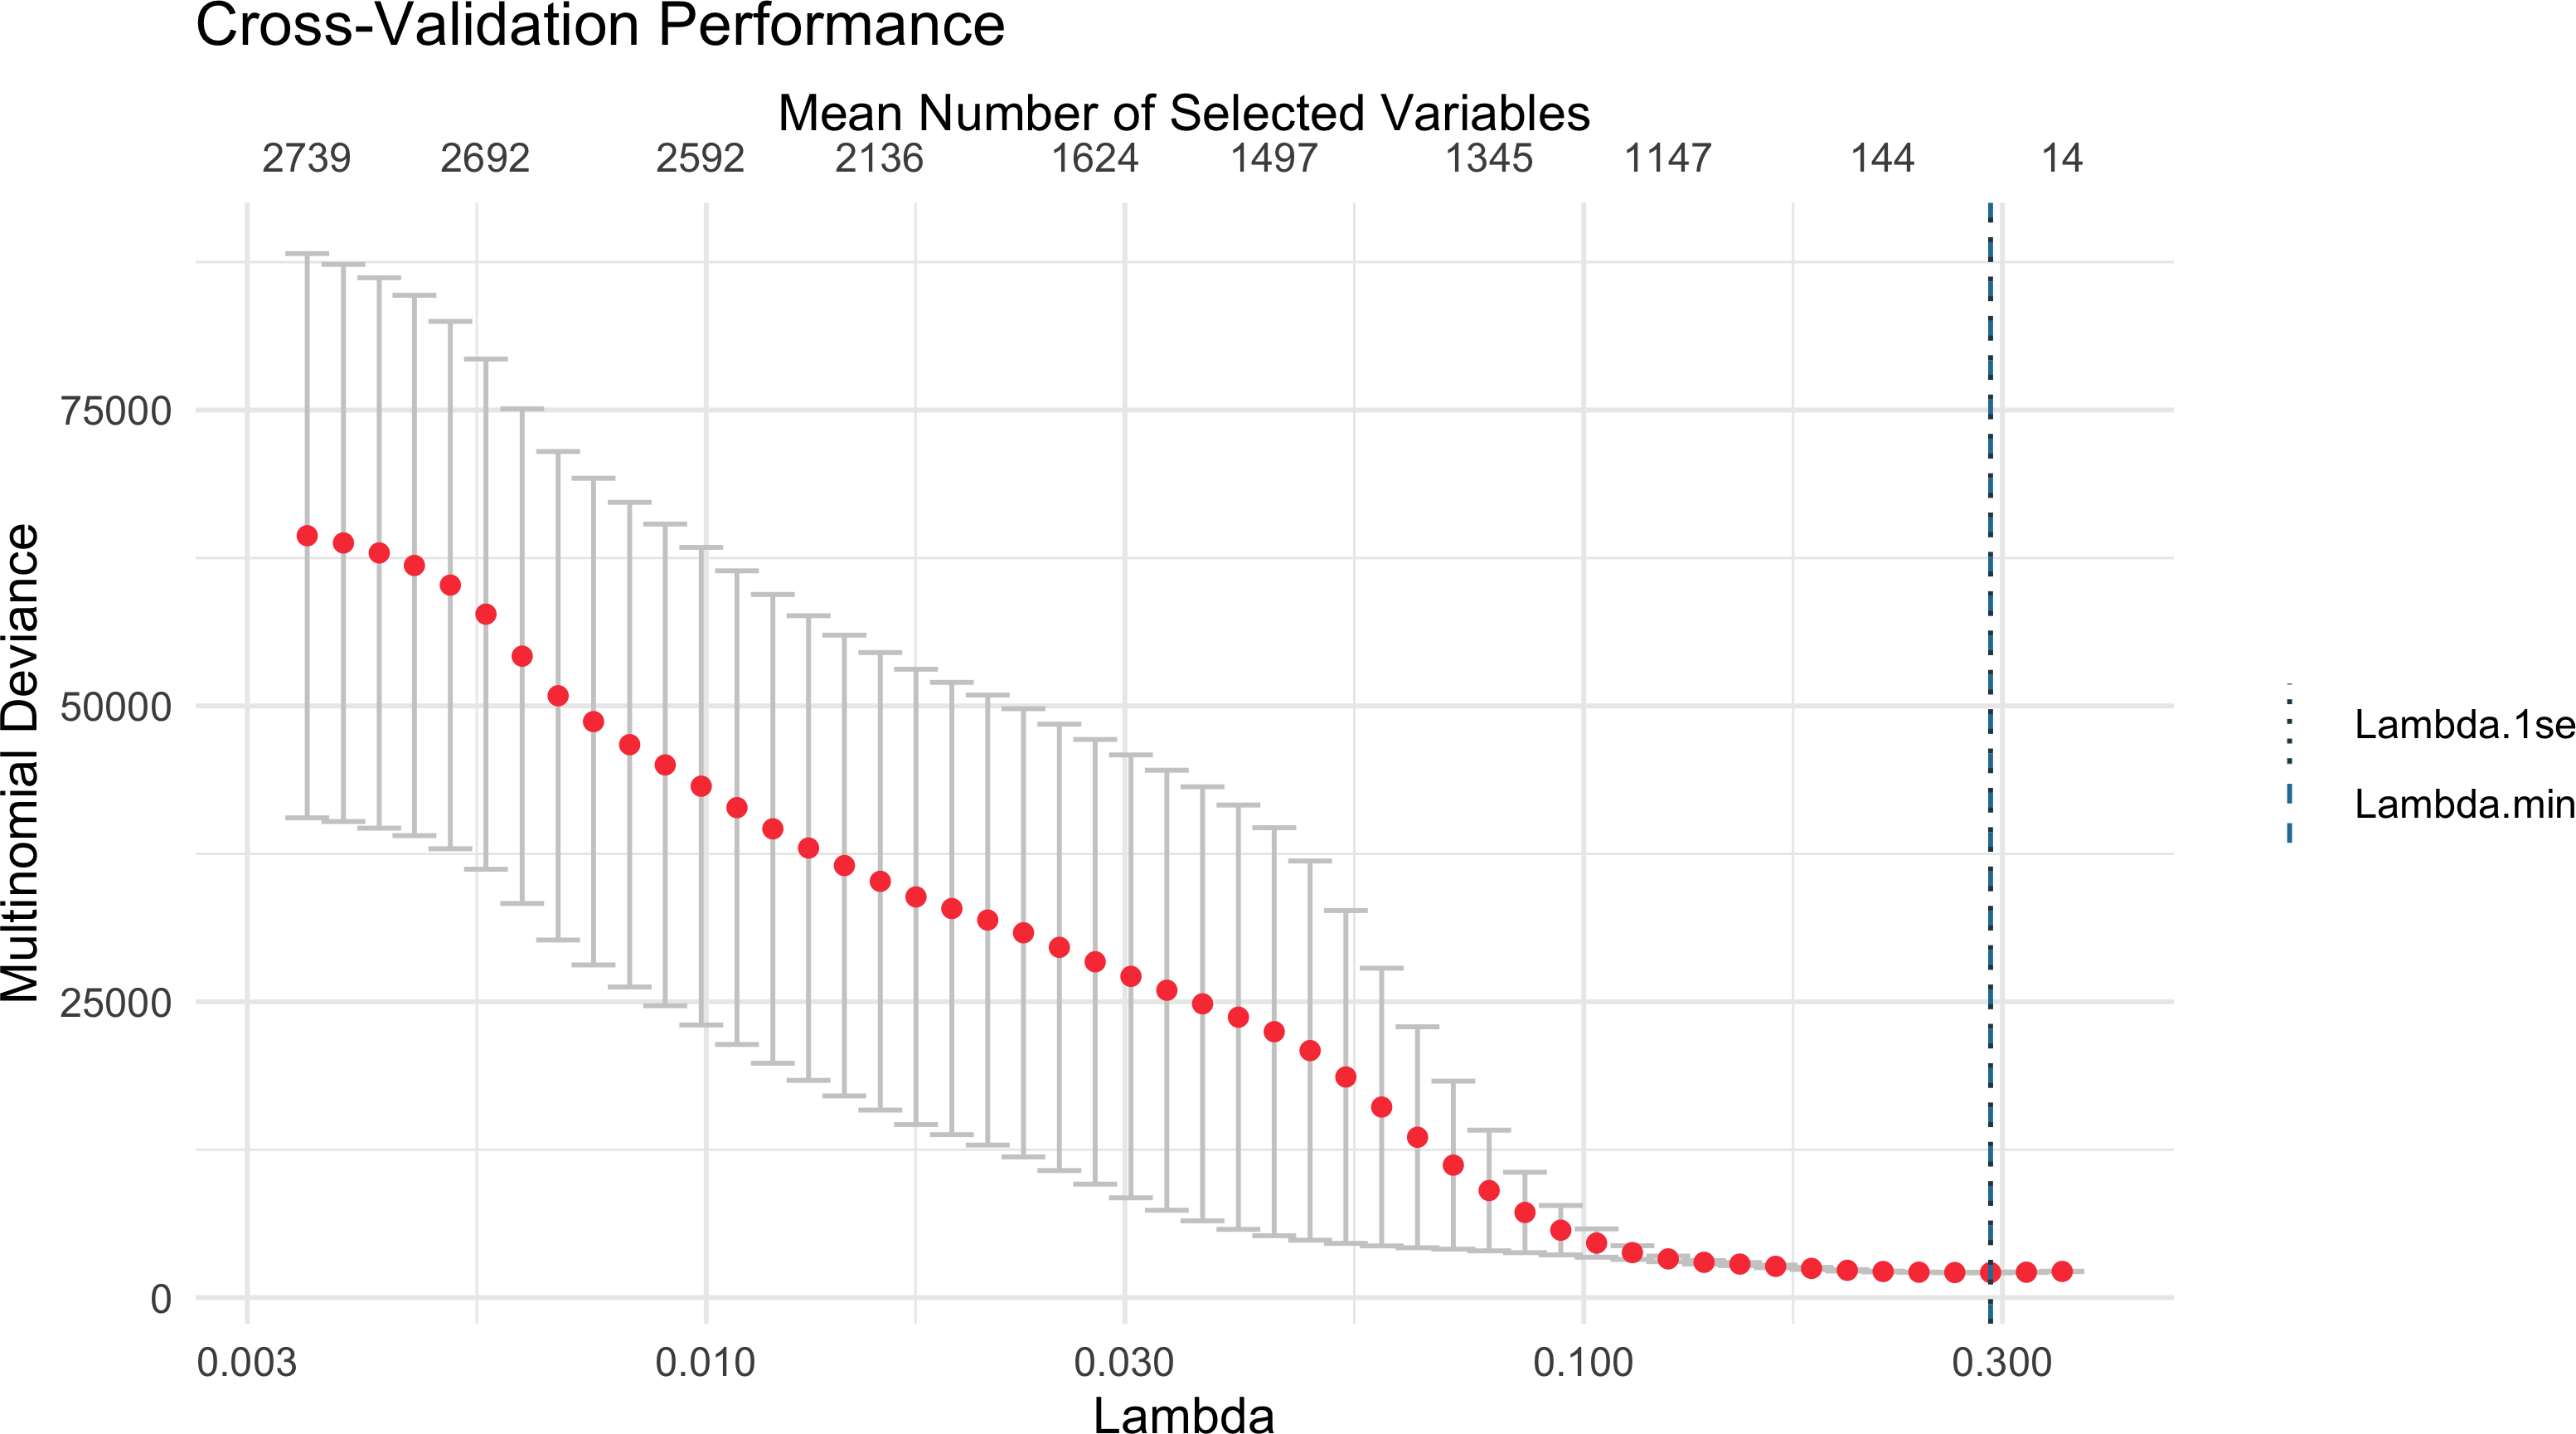 Cross-Validation Performance
Mean Number of Selected Variables
2739 2692 2592 2136 1624 1497 1345 1147 144 14
Multinomial Deviance
75000
50000
25000
0
Lambda.1se
Lambda.min
0.003 0.010 0.030 0.100 0.300
Lambda